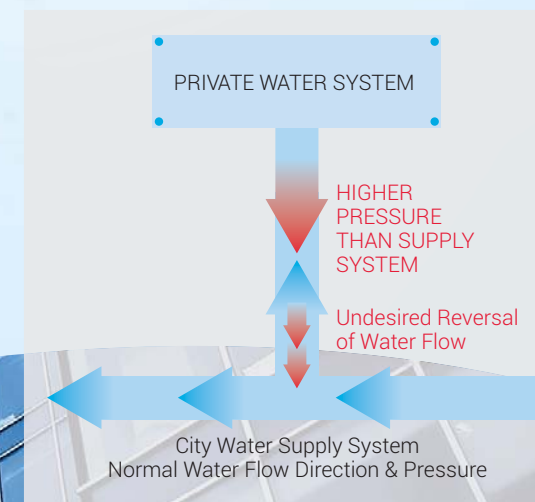 PRIVATE WATER SYSTEM
HIGHER
PRESSURE
THAN SUPPLY
SYSTEM
Undesired Reversal
of Water Flow
City Water Supply System
Normal Water Flow Direction & Pressure